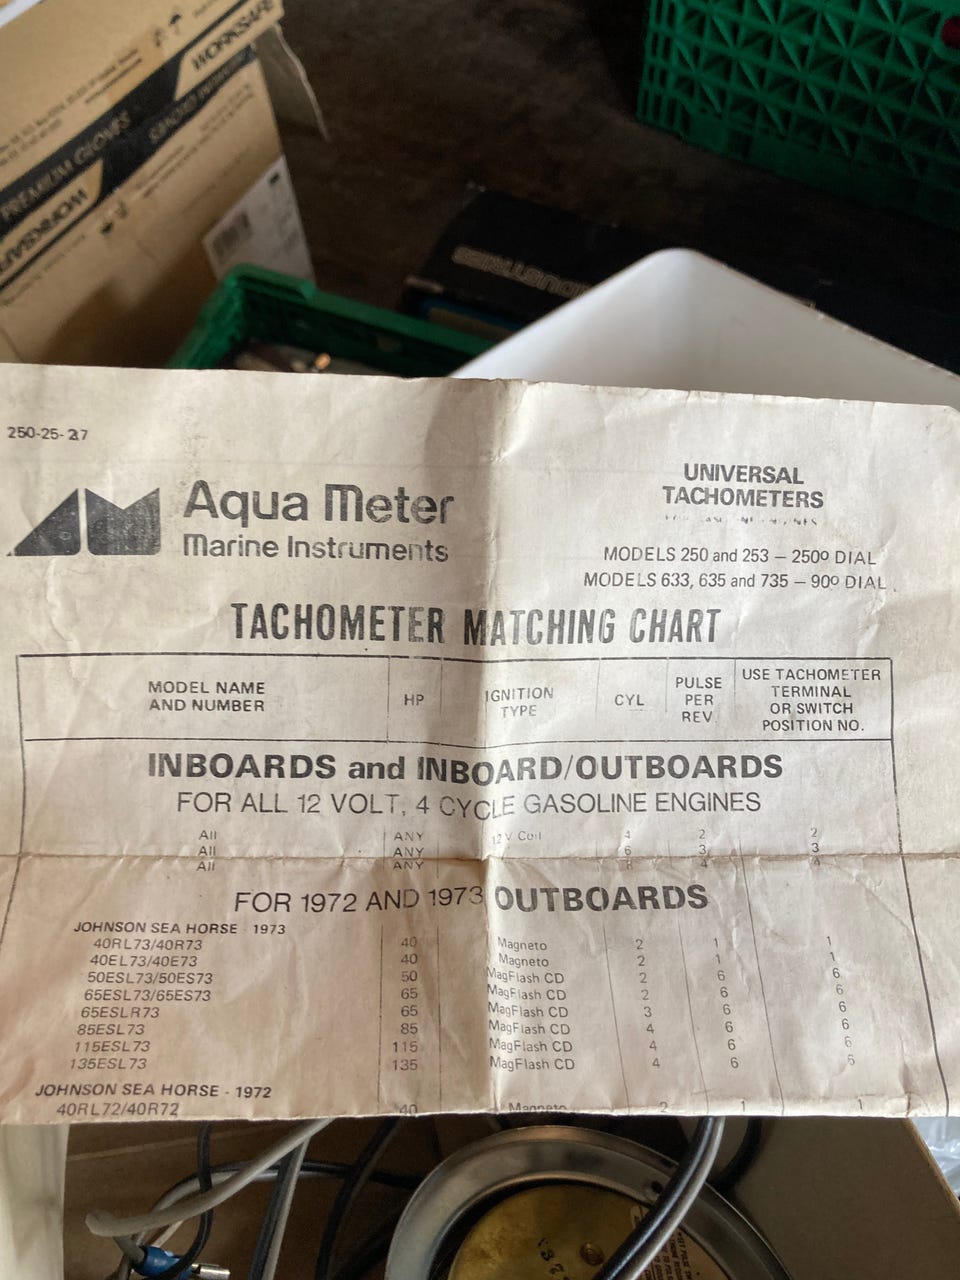 WORKSAFE
PREMIUM GLOVES
WORKSAFE
250-25-27
Aqua Meter
Marine Instruments
UNIVERSAL
TACHOMETERS
MODELS 250 and 253 – 250º DIAL
MODELS 633, 635 and 735 – 90º DIAL
TACHOMETER MATCHING CHART
MODEL NAME AND NUMBER HP IGNITION TYPE CYL PULSE PER REV. USE TACHOMETER TERMINAL OR SWITCH POSITION NO.
INBOARDS and INBOARD/OUTBOARDS
FOR ALL 12 VOLT, 4 CYCLE GASOLINE ENGINES
All ANY 12 V Coil 4 2 2
All ANY 6 3 3
All ANY 8 4 4
FOR 1972 AND 1973 OUTBOARDS
JOHNSON SEA HORSE - 1973
40RL73/40R73 40 Magneto 2 1 1
40EL73/40E73 40 Magneto 2 1 1
50ESL73/50ES73 50 MagFlash CD 2 6 6
65ESL73/65ES73 65 MagFlash CD 2 6 6
65ESLR73 65 MagFlash CD 3 6 6
85ESL73 85 MagFlash CD 4 6 6
115ESL73 115 MagFlash CD 4 6 6
135ESL73 135 MagFlash CD 4 6 6
JOHNSON SEA HORSE - 1972
40RL72/40R72 40 Magneto 2 1 1